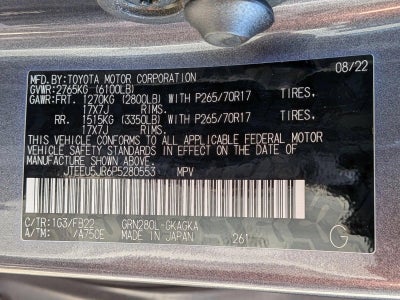 MFD.BY:TOYOTA MOTOR CORPORATION 08/22
GVWR:2765KG (6100LB)
GAWR:FRT. 1270KG (2800LB) WITH P265/70R17 TIRES.
17X7J RIMS.
RR. 1515KG (3350LB) WITH P265/70R17 TIRES.
17X7J RIMS.
THIS VEHICLE CONFORMS TO ALL APPLICABLE FEDERAL MOTOR
VEHICLE SAFETY STANDARDS IN EFFECT ON THE DATE OF
MANUFACTURE SHOWN ABOVE.
JTEEU5JR6P5280553 MPV
C/TR:1G3/FB22 GRN280L-GKAGKA
A/TM: /A75CE MADE IN JAPAN 261 G